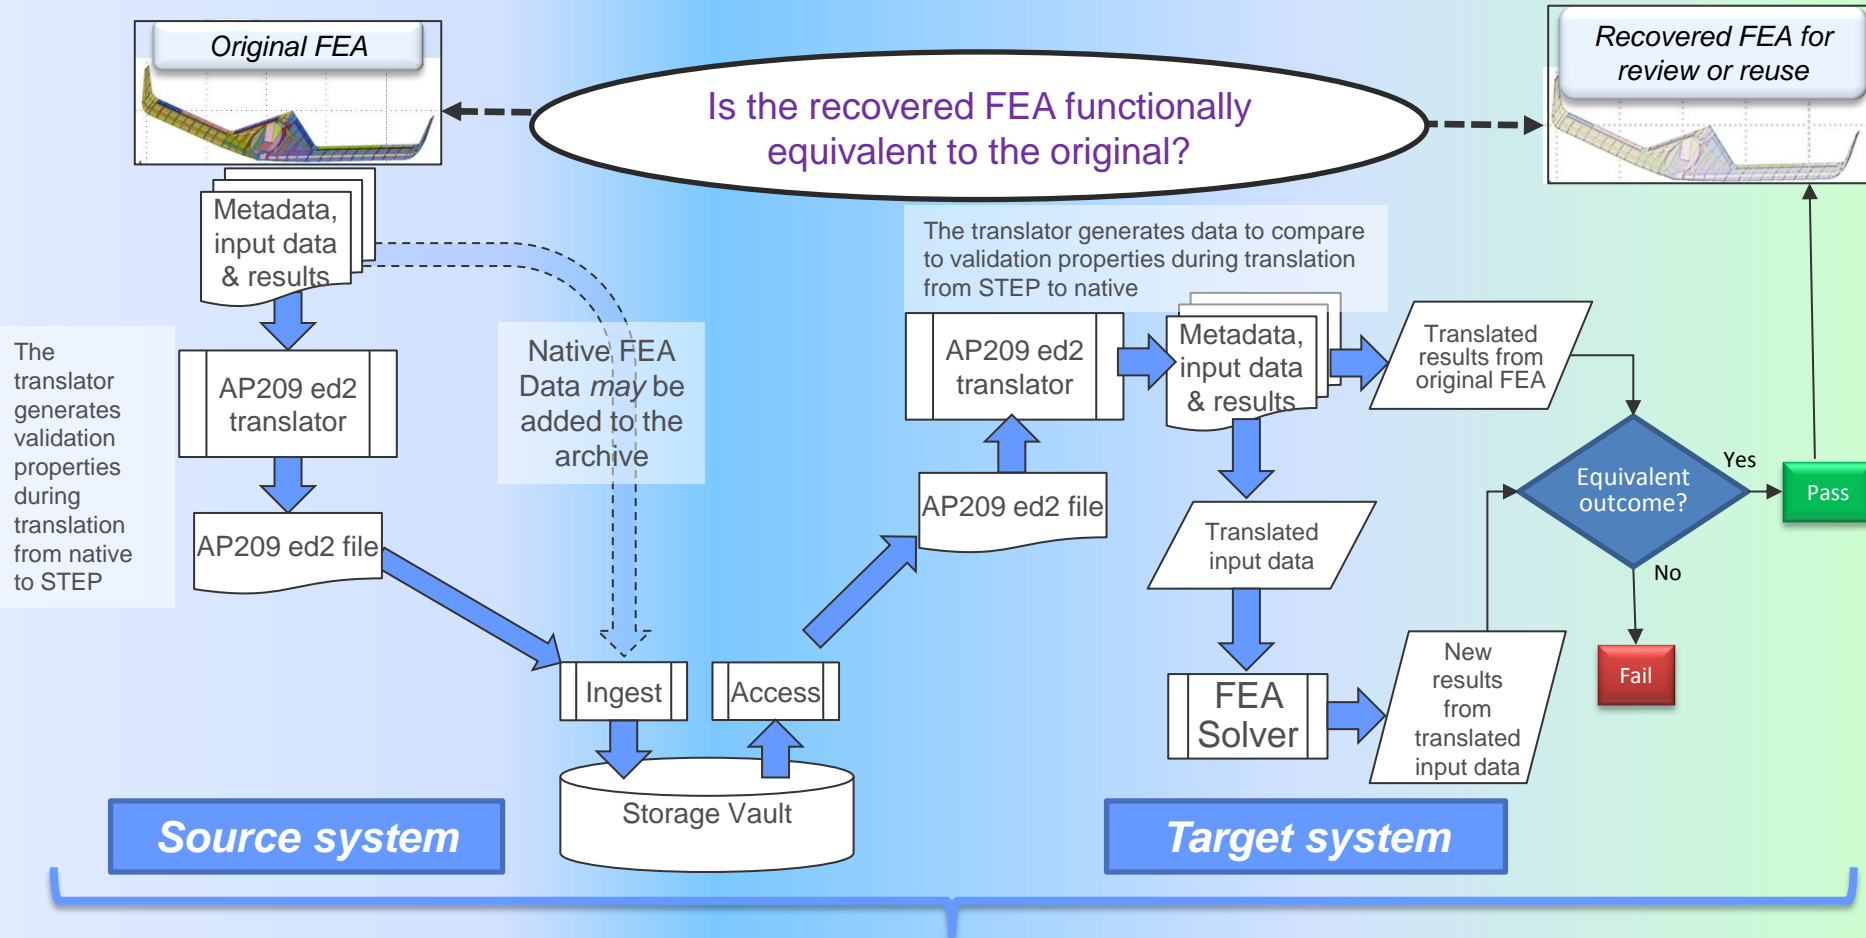 Original FEA
Recovered FEA for
review or reuse
Is the recovered FEA functionally
equivalent to the original?
Metadata,
input data
& results
The translator generates data to compare
to validation properties during translation
from STEP to native
The
translator
generates
validation
properties
during
translation
from native
to STEP
AP209 ed2
translator
Native FEA
Data may be
added to the
archive
AP209 ed2
translator
Metadata,
input data
& results
Translated
results from
original FEA
AP209 ed2 file
AP209 ed2 file
Translated
input data
Equivalent
outcome?
Yes
Pass
No
Fail
Ingest
Access
FEA
Solver
New
results
from
translated
input data
Storage Vault
Source system
Target system